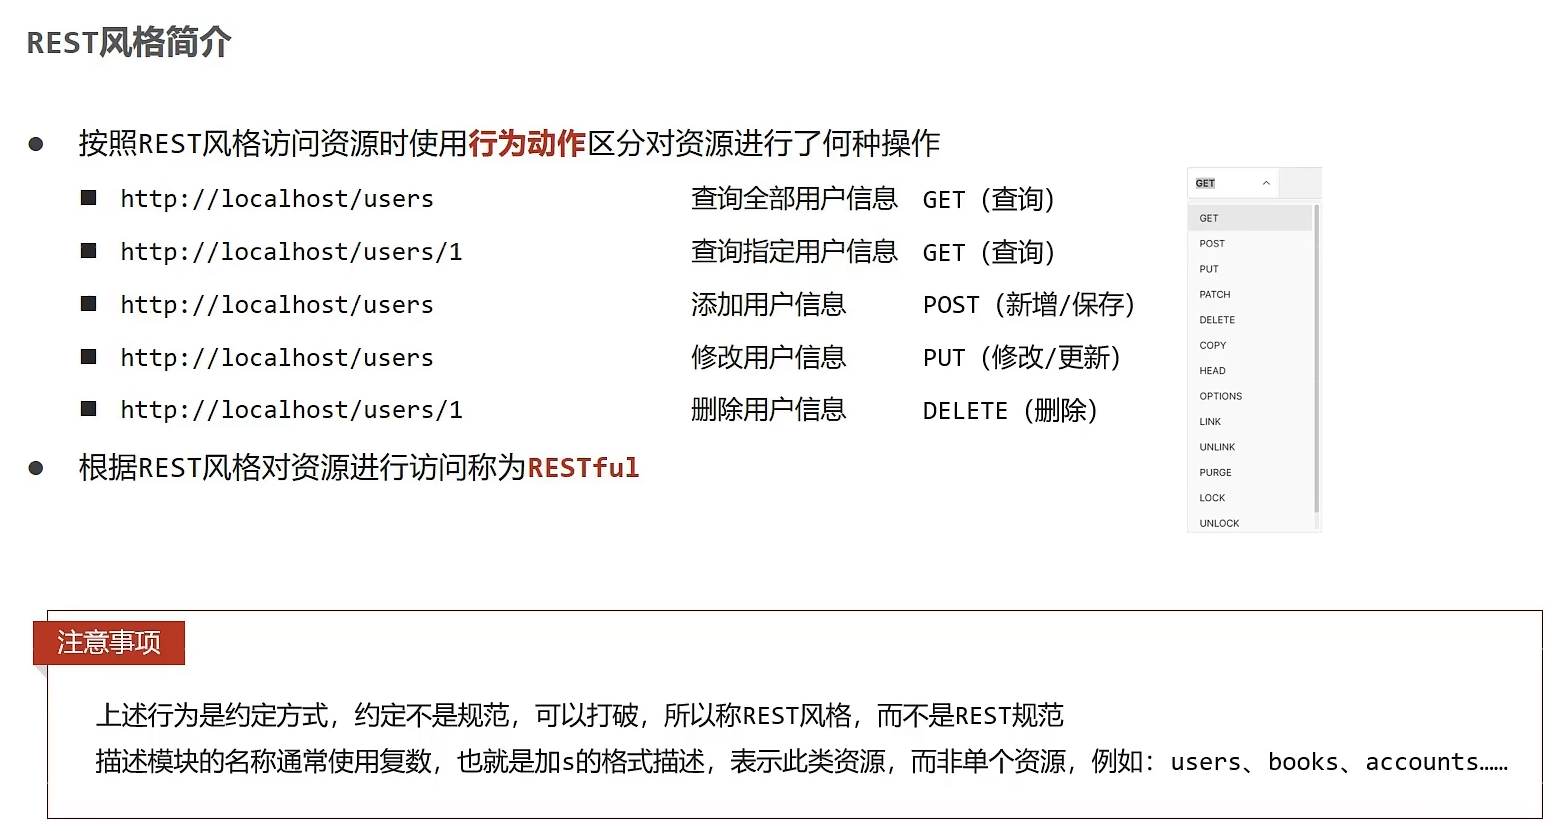 REST风格简介
按照REST风格访问资源时使用行为动作区分对资源进行了何种操作
http://localhost/users 查询全部用户信息 GET（查询）
http://localhost/users/1 查询指定用户信息 GET（查询）
http://localhost/users 添加用户信息 POST（新增/保存）
http://localhost/users 修改用户信息 PUT（修改/更新）
http://localhost/users/1 删除用户信息 DELETE（删除）
根据REST风格对资源进行访问称为RESTful
GET
GET
POST
PUT
PATCH
DELETE
COPY
HEAD
OPTIONS
LINK
UNLINK
PURGE
LOCK
UNLOCK
注意事项
上述行为是约定方式，约定不是规范，可以打破，所以称REST风格，而不是REST规范
描述模块的名称通常使用复数，也就是加s的格式描述，表示此类资源，而非单个资源，例如：users、books、accounts……